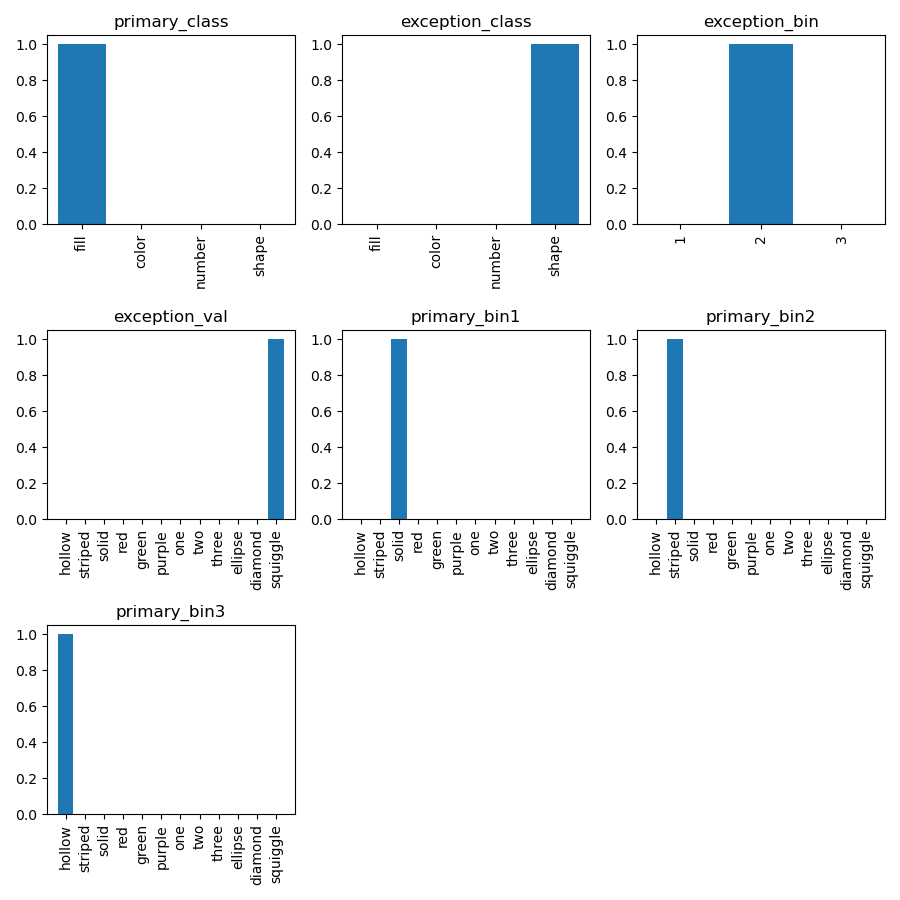 primary_class
1.0
0.8
0.6
0.4
0.2
0.0
fill
color
number
shape
exception_class
1.0
0.8
0.6
0.4
0.2
0.0
fill
color
number
shape
exception_bin
1.0
0.8
0.6
0.4
0.2
0.0
1
2
3
exception_val
1.0
0.8
0.6
0.4
0.2
0.0
hollow
striped
solid
red
green
purple
one
two
three
ellipse
diamond
squiggle
primary_bin1
1.0
0.8
0.6
0.4
0.2
0.0
hollow
striped
solid
red
green
purple
one
two
three
ellipse
diamond
squiggle
primary_bin2
1.0
0.8
0.6
0.4
0.2
0.0
hollow
striped
solid
red
green
purple
one
two
three
ellipse
diamond
squiggle
primary_bin3
1.0
0.8
0.6
0.4
0.2
0.0
hollow
striped
solid
red
green
purple
one
two
three
ellipse
diamond
squiggle